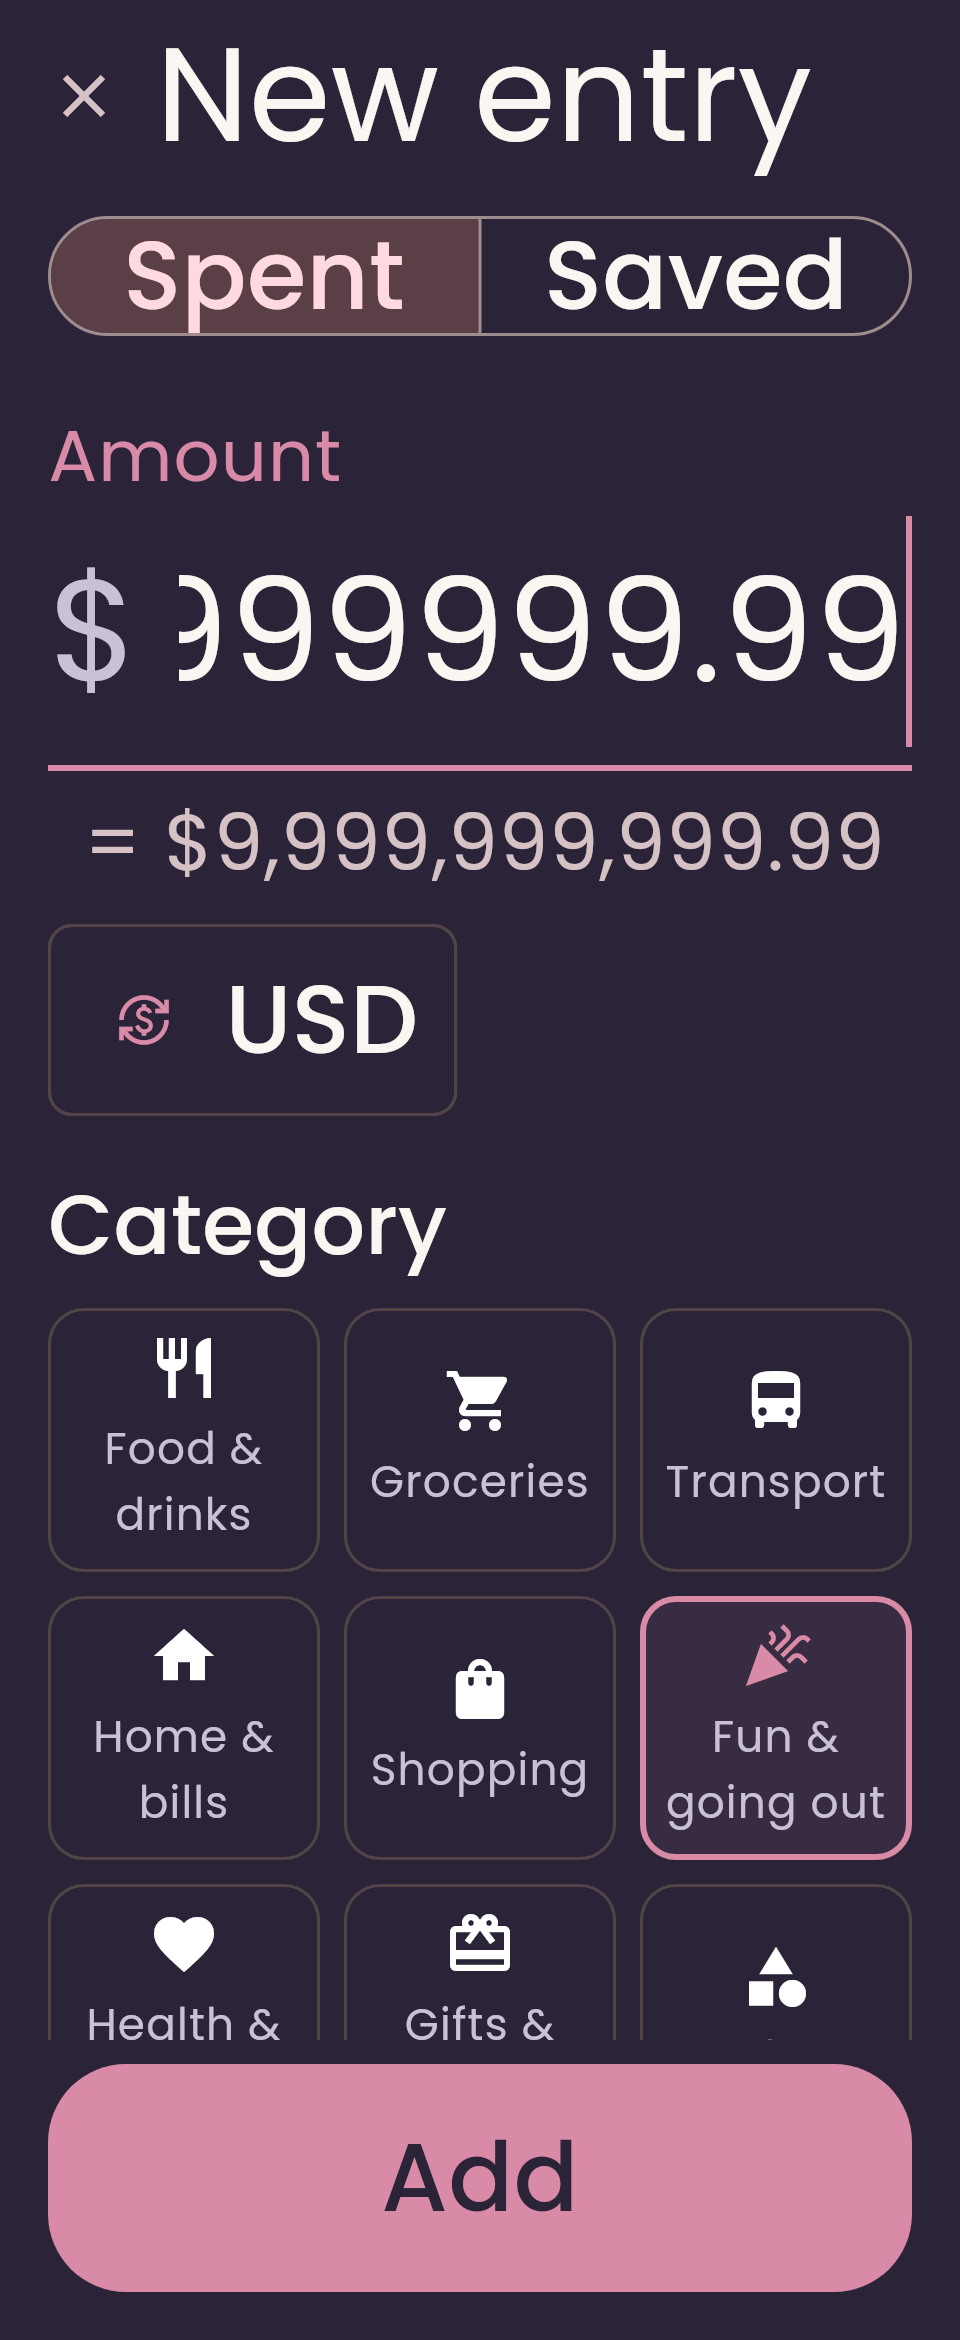 New entry
Spent
Saved
Amount
$ 999999.99
= $9,999,999,999.99
USD
Category
Food &
drinks
Groceries
Transport
Home &
bills
Shopping
Fun &
going out
Health &
Gifts &
Add